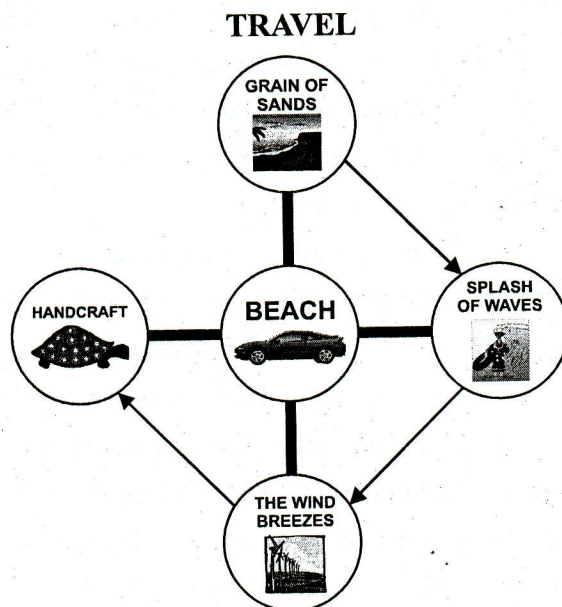 TRAVEL
GRAIN OF
SANDS
HANDCRAFT
BEACH
SPLASH
OF WAVES
THE WIND
BREEZES